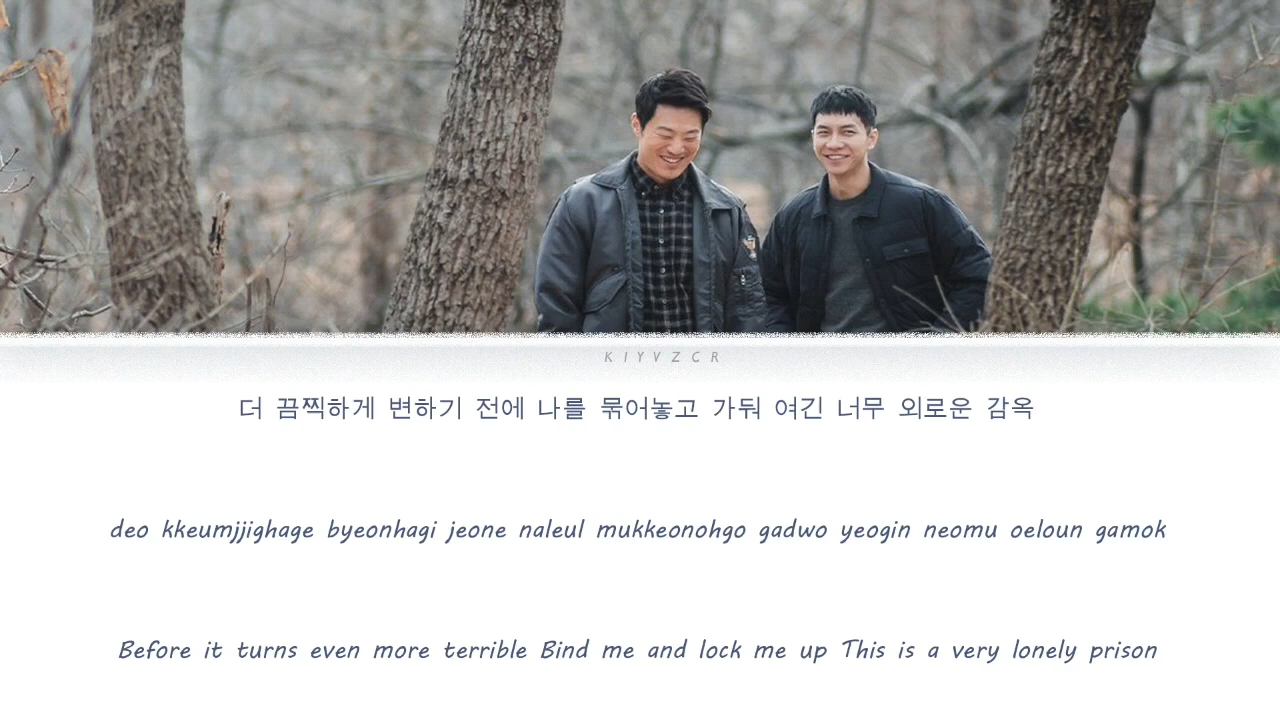 K I Y V Z C R
더 끔찍하게 변하기 전에 나를 묶어놓고 가둬 여긴 너무 외로운 감옥
deo kkeumjjighage byeonhagi jeone naleul mukkeonohgo gadwo yeogin neomu oeloun gamok
Before it turns even more terrible Bind me and lock me up This is a very lonely prison